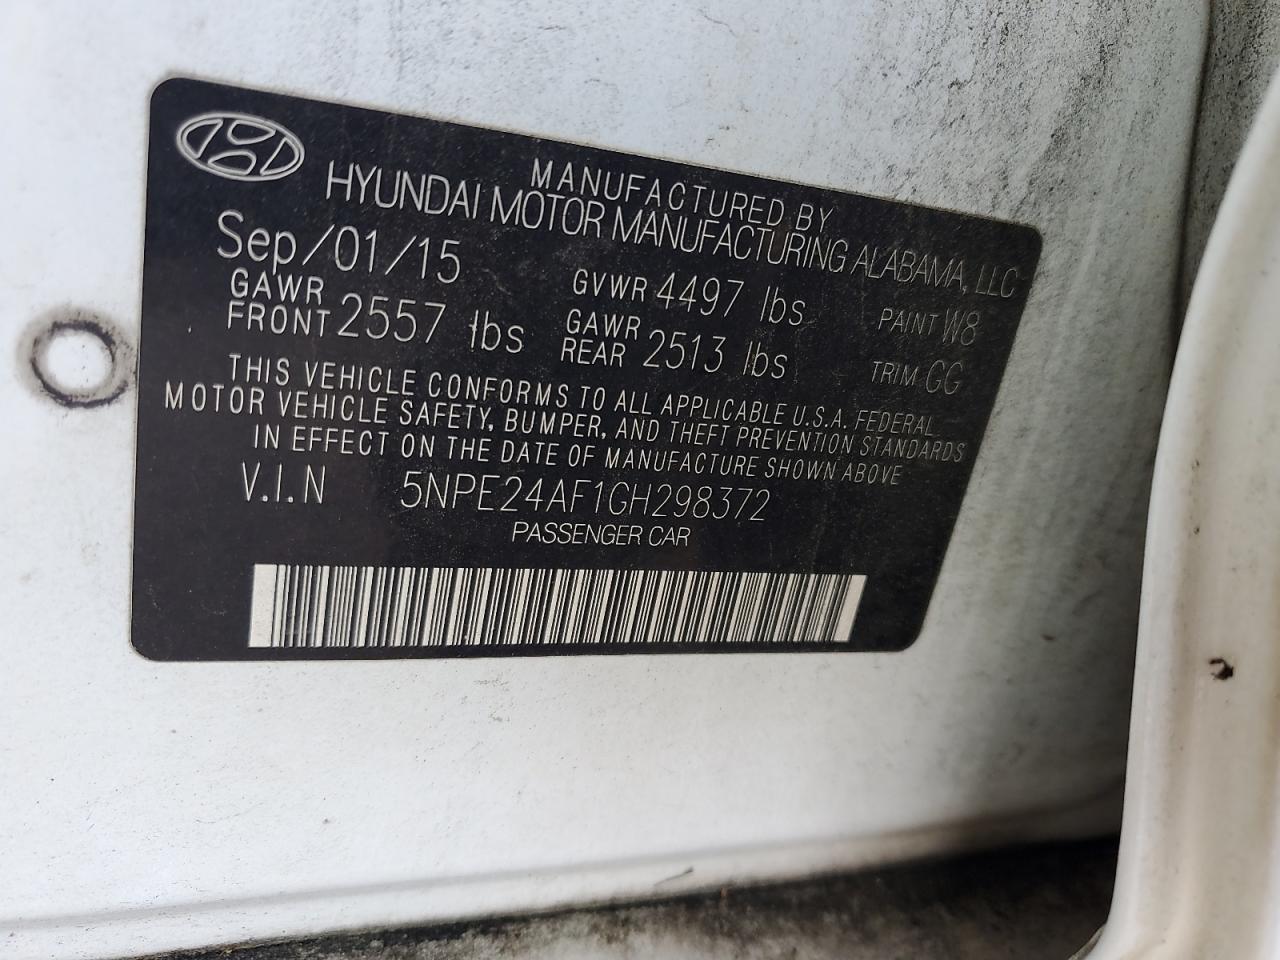 MANUFACTURED BY
HYUNDAI MOTOR MANUFACTURING ALABAMA, LLC
Sep/01/15 GVWR 4497 lbs PAINT W8
GAWR FRONT 2557 lbs GAWR REAR 2513 lbs TRIM GG
THIS VEHICLE CONFORMS TO ALL APPLICABLE U.S.A. FEDERAL
MOTOR VEHICLE SAFETY, BUMPER, AND THEFT PREVENTION STANDARDS
IN EFFECT ON THE DATE OF MANUFACTURE SHOWN ABOVE
V.I.N 5NPE24AF1GH298372
PASSENGER CAR